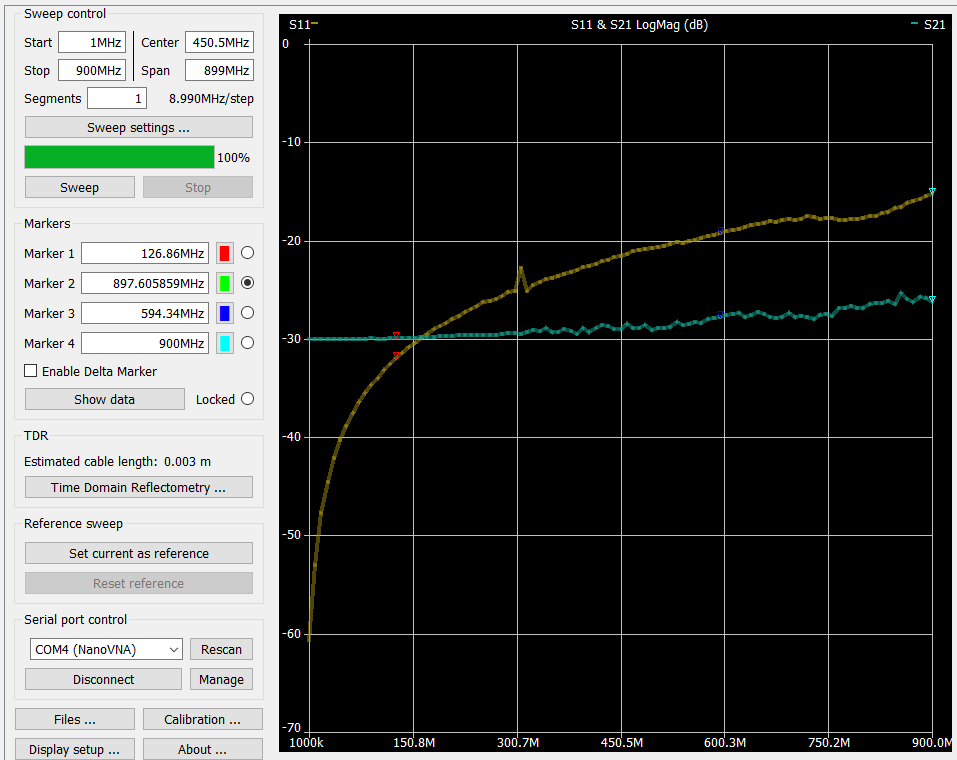 Sweep control
Start 1MHz Center 450.5MHz
Stop 900MHz Span 899MHz
Segments 1 8.990MHz/step
Sweep settings ...
100%
Sweep Stop
Markers
Marker 1 126.86MHz
Marker 2 897.605859MHz
Marker 3 594.34MHz
Marker 4 900MHz
Enable Delta Marker
Show data Locked
TDR
Estimated cable length: 0.003 m
Time Domain Reflectometry ...
Reference sweep
Set current as reference
Reset reference
Serial port control
COM4 (NanoVNA) Rescan
Disconnect Manage
Files ... Calibration ...
Display setup ... About ...
S11 S11 & S21 LogMag (dB) S21
0
-10
-20
-30
-40
-50
-60
-70
1000k 150.8M 300.7M 450.5M 600.3M 750.2M 900.0M